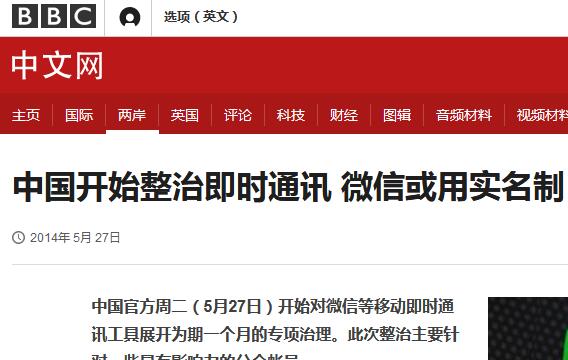 BBC 选项（英文）
中文网
主页 国际 两岸 英国 评论 科技 财经 图辑 音频材料 视频材料
中国开始整治即时通讯 微信或用实名制
2014年 5月 27日
中国官方周二（5月27日）开始对微信等移动即时通
讯工具展开为期一个月的专项治理。此次整治主要针
对一些具有影响力的公众帐号